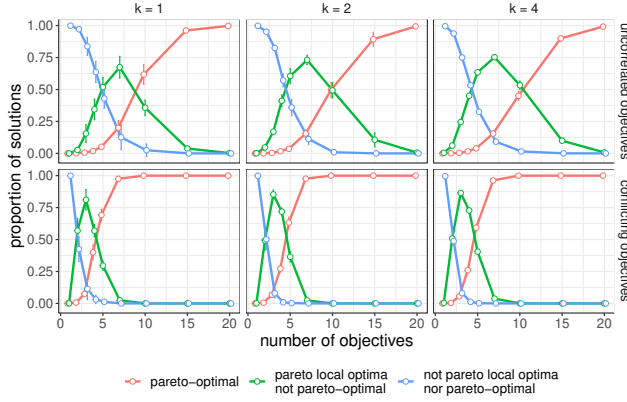 k = 1
k = 2
k = 4
1.00
0.75
0.50
0.25
0.00
uncorrelated objectives
1.00
0.75
0.50
0.25
0.00
conflicting objectives
proportion of solutions
0 5 10 15 20
0 5 10 15 20
0 5 10 15 20
number of objectives
pareto-optimal
pareto local optima
not pareto-optimal
not pareto local optima
nor pareto-optimal